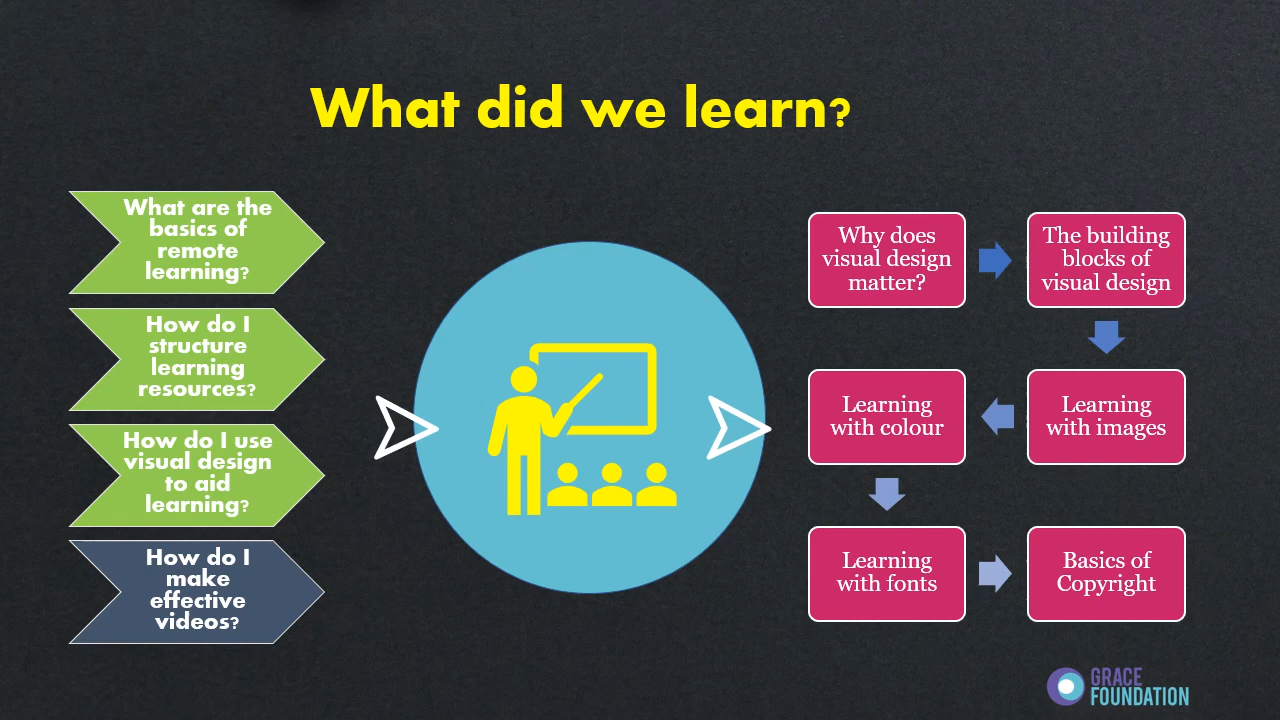 What did we learn?
What are the
basics of
remote
learning?
How do I
structure
learning
resources?
How do I use
visual design
to aid
learning?
How do I
make
effective
videos?
Why does
visual design
matter?
The building
blocks of
visual design
Learning
with images
Learning
with colour
Learning
with fonts
Basics of
Copyright
GRACE
FOUNDATION